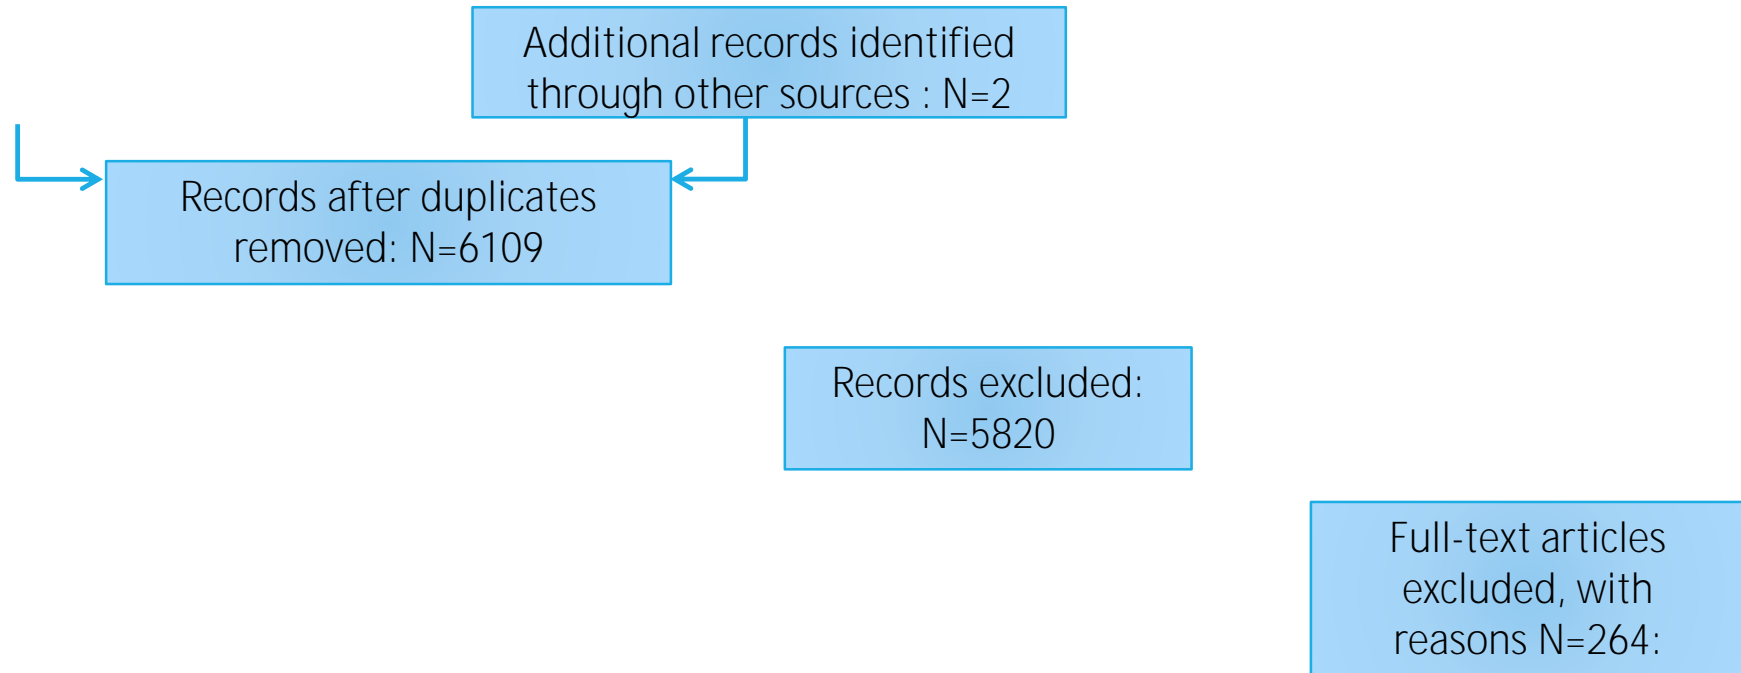 Additional records identified
through other sources : N=2
Records after duplicates
removed: N=6109
Records excluded:
N=5820
Full-text articles
excluded, with
reasons N=264: